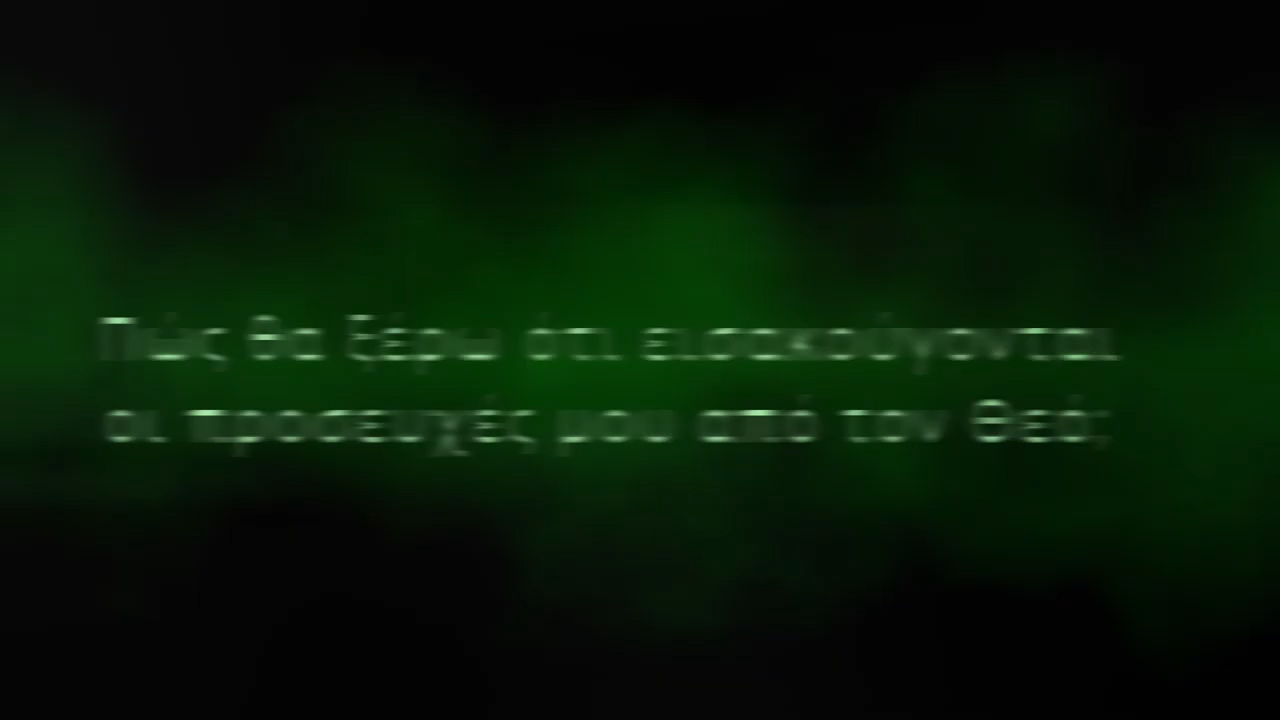 Πώς θα ξέρω ότι εισακούγονται
οι προσευχές μου από τον Θεό;